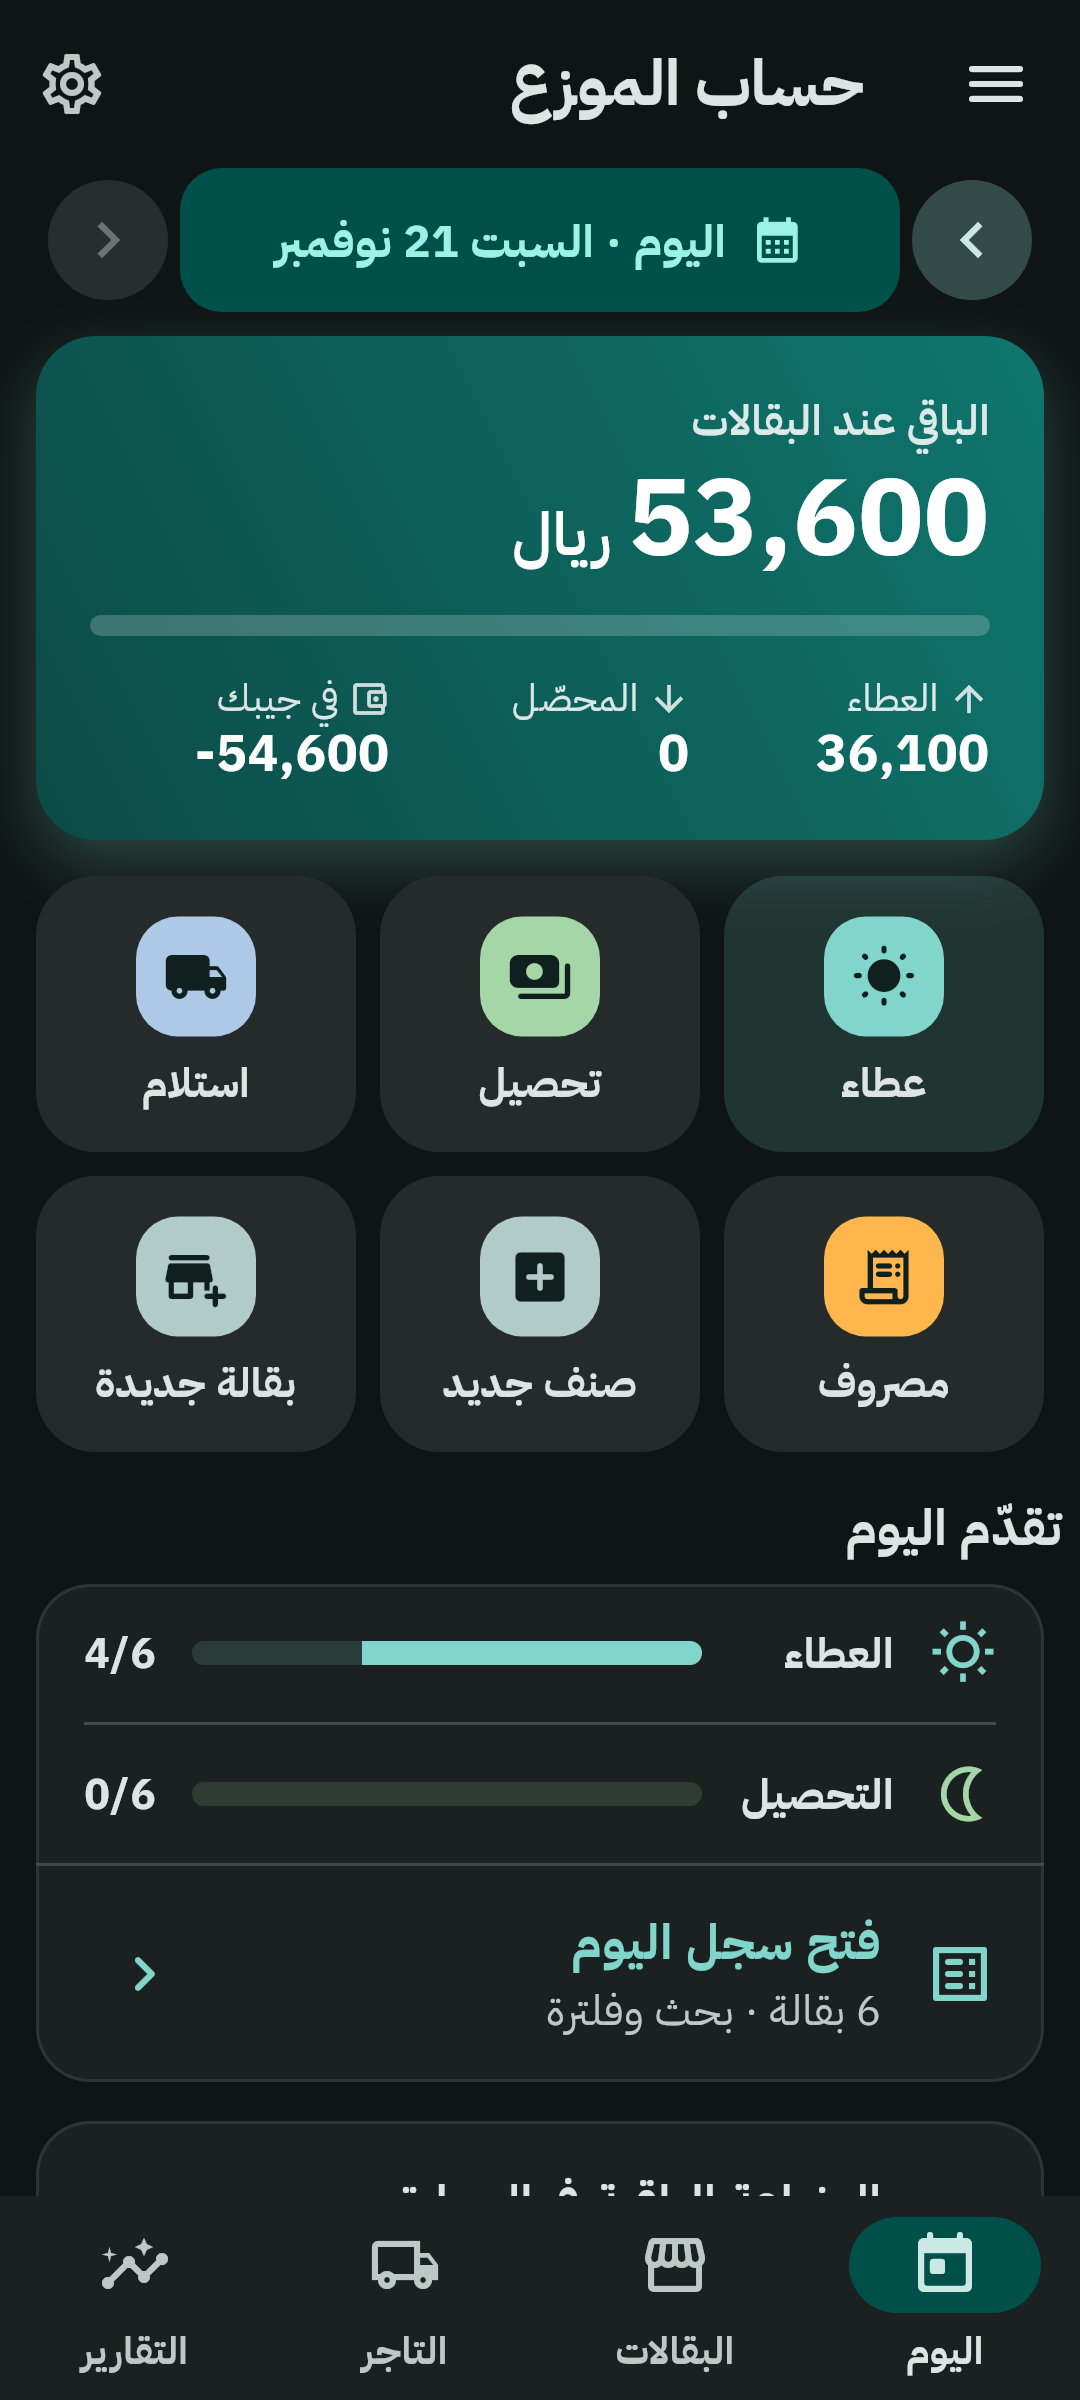 حساب الموزع
اليوم · السبت 21 نوفمبر
الباقي عند البقالات
53,600 ريال
العطاء
36,100
المحصّل
0
في جيبك
-54,600
عطاء
تحصيل
استلام
مصروف
صنف جديد
بقالة جديدة
تقدّم اليوم
العطاء
4/6
التحصيل
0/6
فتح سجل اليوم
6 بقالة · بحث وفلترة
اليوم
البقالات
التاجر
التقارير